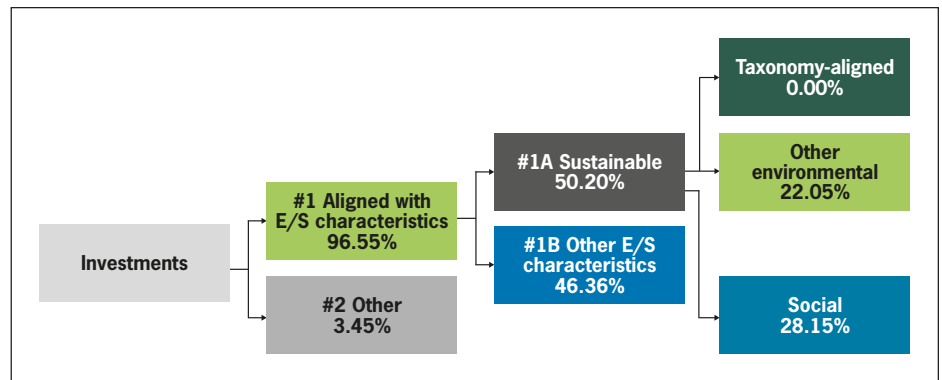 Investments
#1 Aligned with
E/S characteristics
96.55%
#2 Other
3.45%
#1A Sustainable
50.20%
#1B Other E/S
characteristics
46.36%
Taxonomy-aligned
0.00%
Other
environmental
22.05%
Social
28.15%